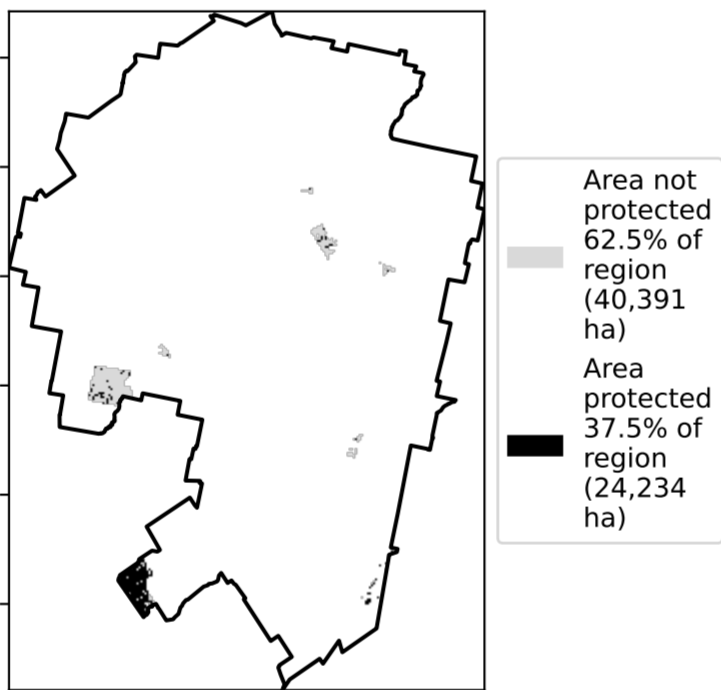 Area not
protected
62.5% of
region
(40,391
ha)
Area
protected
37.5% of
region
(24,234
ha)